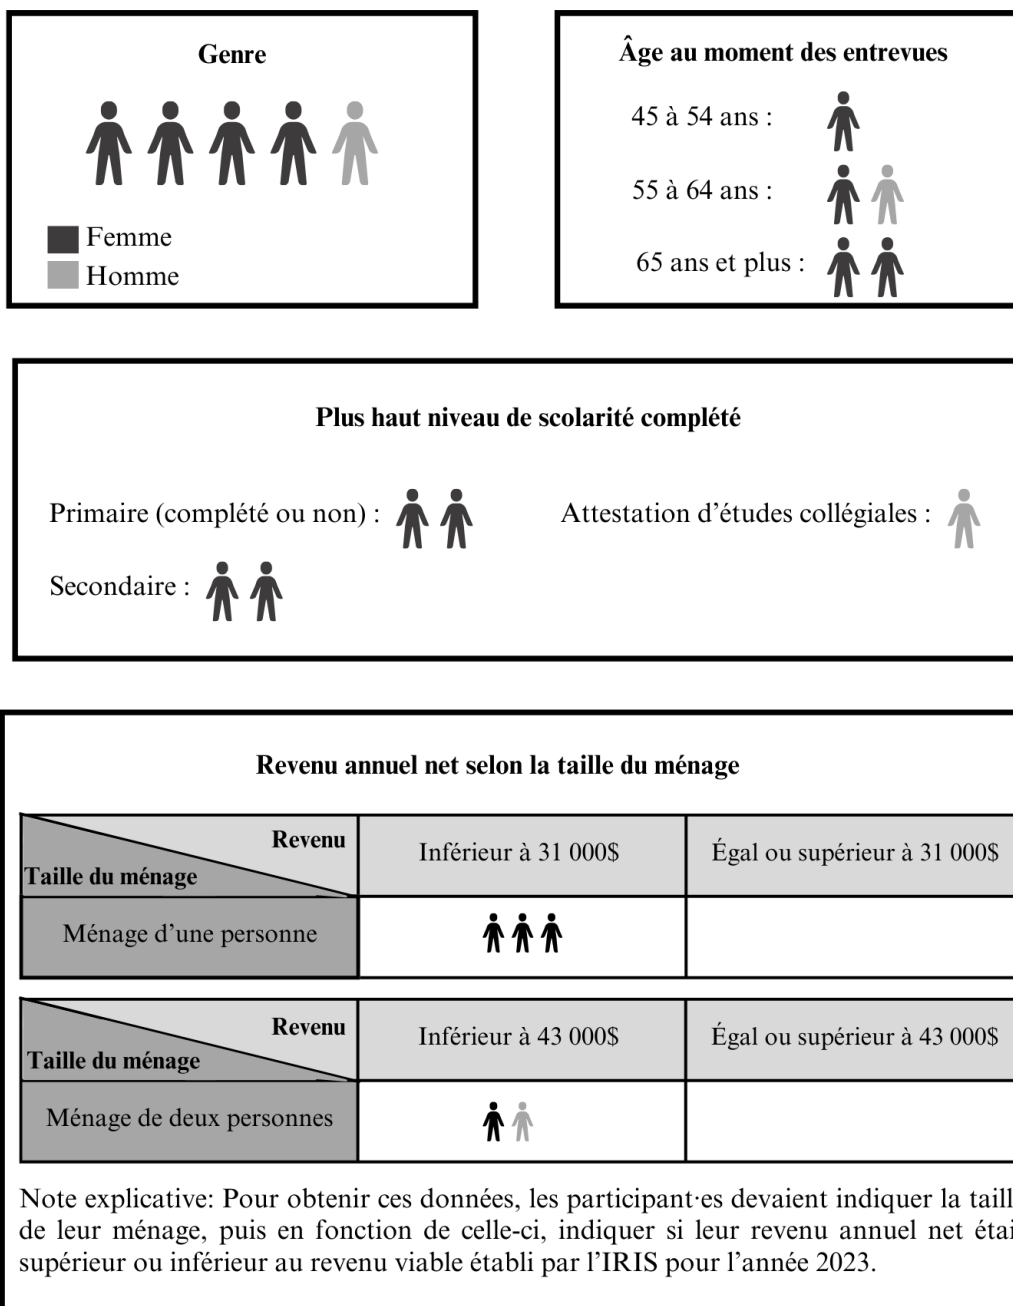 Genre
Femme
Homme
Âge au moment des entrevues
45 à 54 ans :
55 à 64 ans :
65 ans et plus :
Plus haut niveau de scolarité complété
Primaire (complété ou non) :
Attestation d’études collégiales :
Secondaire :
Revenu annuel net selon la taille du ménage
Revenu
Taille du ménage
Inférieur à 31 000$
Égal ou supérieur à 31 000$
Ménage d’une personne
Revenu
Taille du ménage
Inférieur à 43 000$
Égal ou supérieur à 43 000$
Ménage de deux personnes
Note explicative: Pour obtenir ces données, les participant·es devaient indiquer la taill
de leur ménage, puis en fonction de celle-ci, indiquer si leur revenu annuel net étai
supérieur ou inférieur au revenu viable établi par l’IRIS pour l’année 2023.